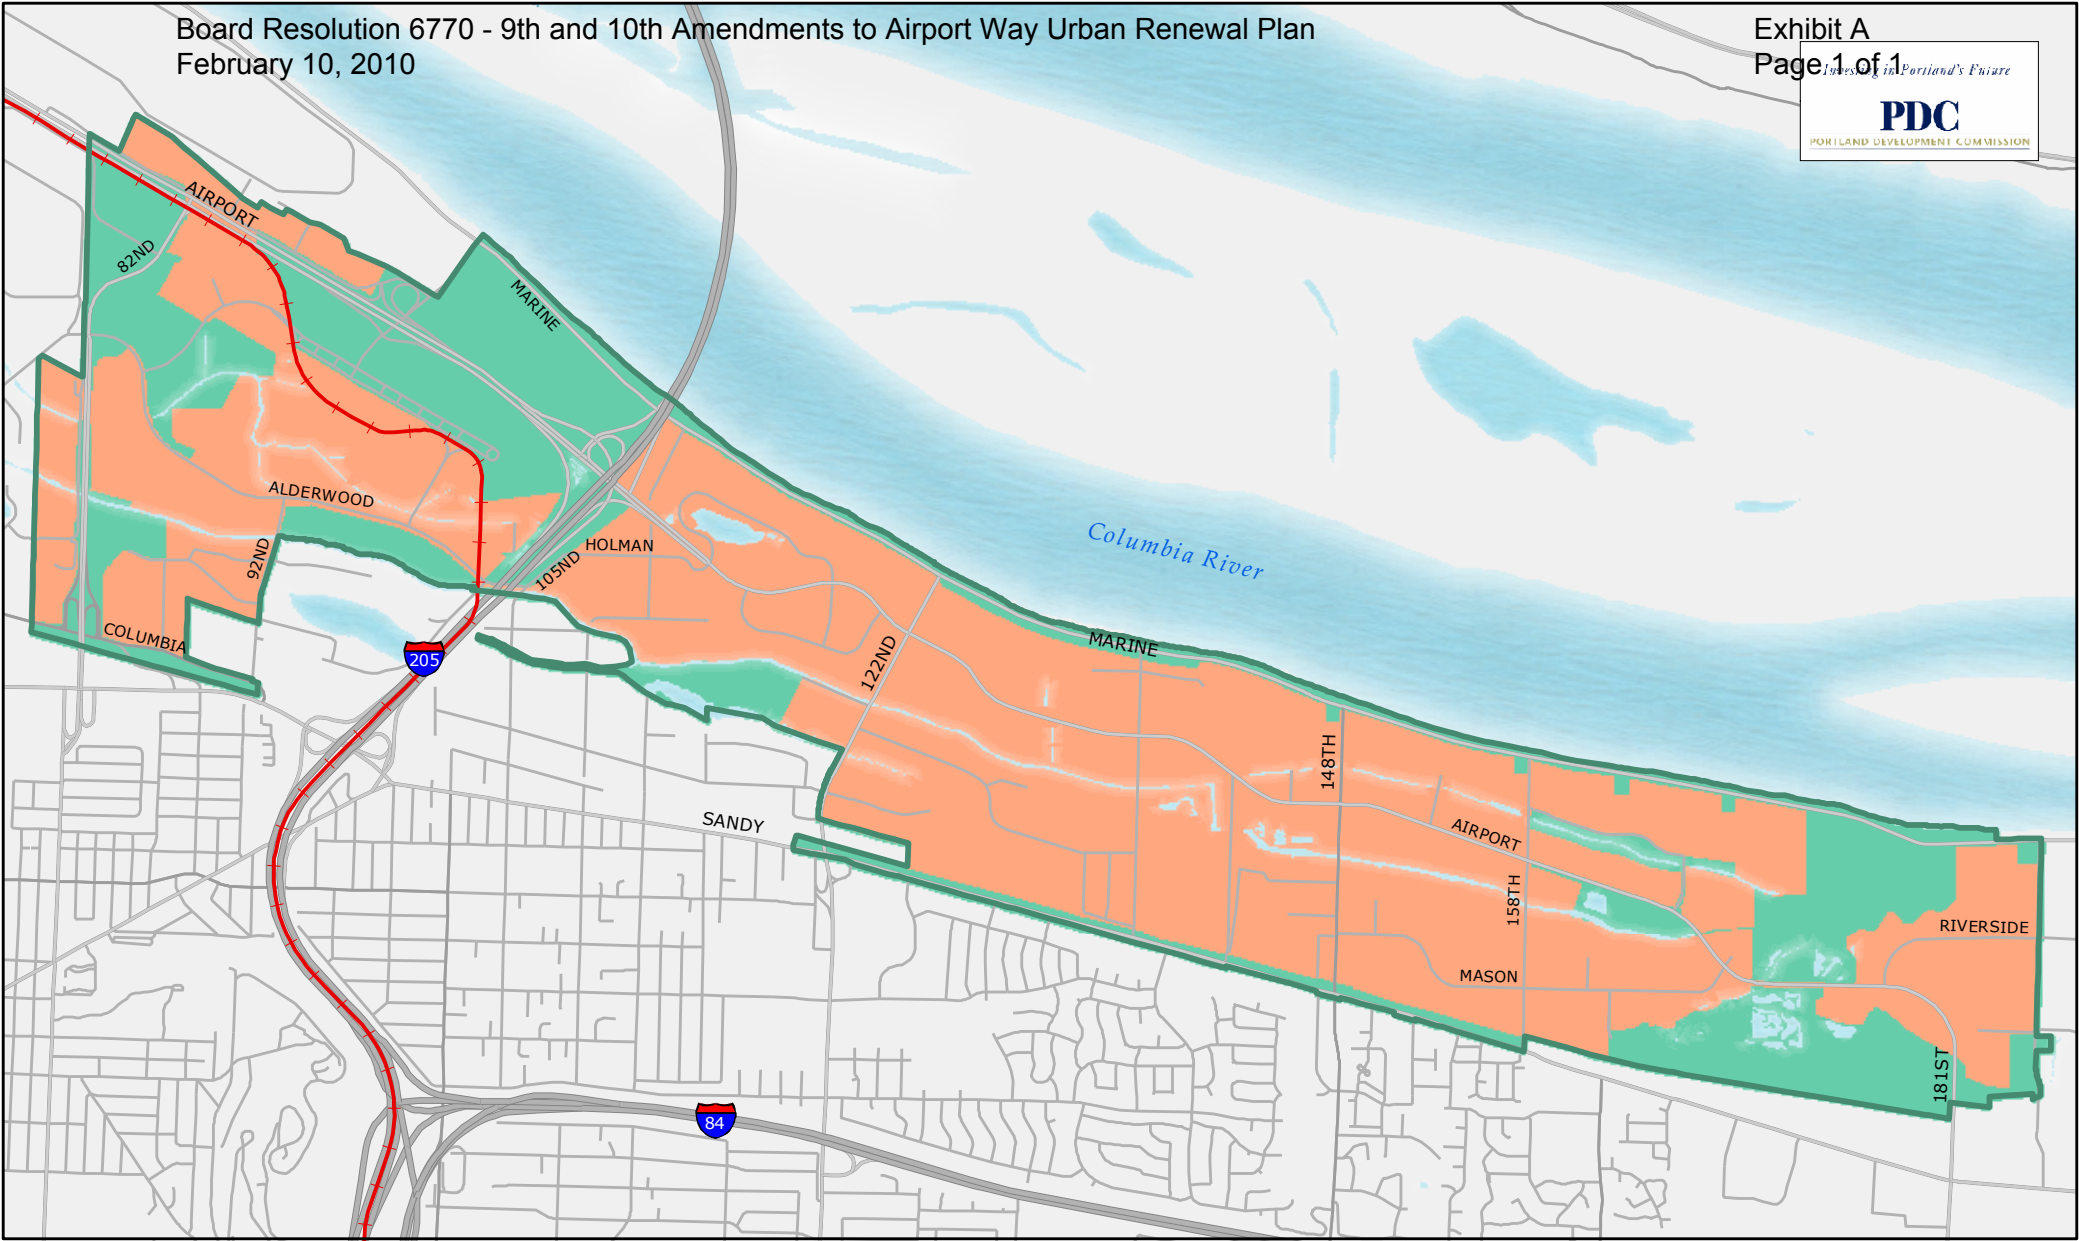 Board Resolution 6770 - 9th and 10th Amendments to Airport Way Urban Renewal Plan
February 10, 2010
Exhibit A
Page 1 of 1
Investing in Portland's Future
PDC
PORTLAND DEVELOPMENT COMMISSION
AIRPORT
82ND
MARINE
ALDERWOOD
92ND
105ND
HOLMAN
Columbia River
COLUMBIA
205
122ND
MARINE
148TH
SANDY
AIRPORT
158TH
RIVERSIDE
MASON
181ST
84